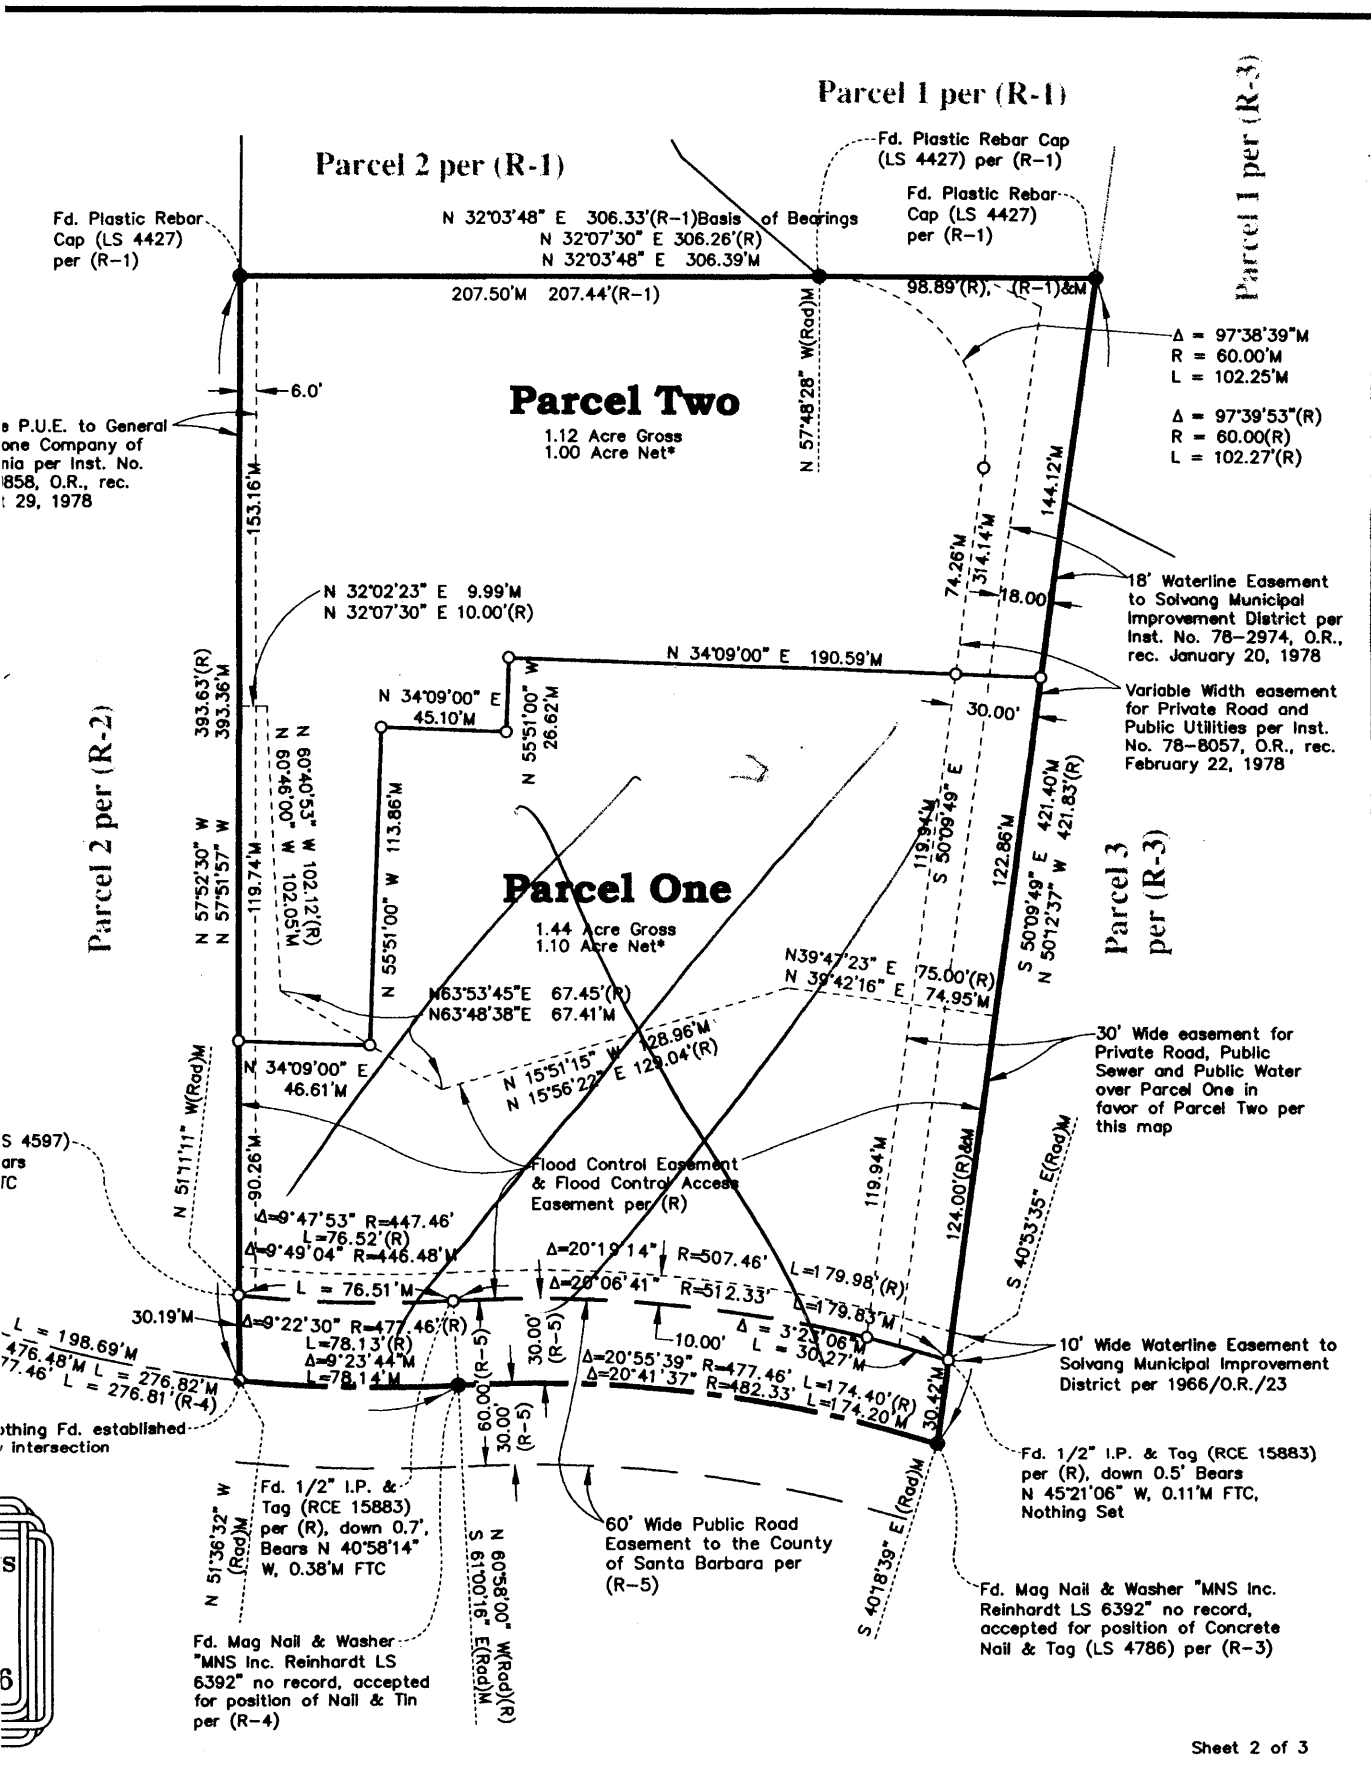 Parcel 1 per (R-1)
Parcel 1 per (R-3)
Parcel 2 per (R-1)
Fd. Plastic Rebar Cap
(LS 4427) per (R-1)
Fd. Plastic Rebar
Cap (LS 4427)
per (R-1)
Fd. Plastic Rebar
Cap (LS 4427)
per (R-1)
N 32°03'48" E 306.33'(R-1)Basis of Bearings
N 32°07'30" E 306.26'(R)
N 32°03'48" E 306.39'M
207.50'M 207.44'(R-1)
98.89'(R), (R-1)&M
N 57°48'28" W(Rad)M
Δ = 97°38'39"M
R = 60.00'M
L = 102.25'M
Δ = 97°39'53"(R)
R = 60.00(R)
L = 102.27'(R)
6.0'
Parcel Two
1.12 Acre Gross
1.00 Acre Net*
P.U.E. to General
one Company of
nia per Inst. No.
858, O.R., rec.
29, 1978
153.16'M
144.12'M
74.26'M
314.14'M
18.00
18' Waterline Easement
to Solvang Municipal
Improvement District per
Inst. No. 78-2974, O.R.,
rec. January 20, 1978
N 32°02'23" E 9.99'M
N 32°07'30" E 10.00'(R)
N 34°09'00" E 190.59'M
N 34°09'00" E
45.10'M
N 55°51'00" W
26.62'M
30.00'
Variable Width easement
for Private Road and
Public Utilities per Inst.
No. 78-8057, O.R., rec.
February 22, 1978
393.63'(R)
393.36'M
N 57°52'30" W
N 57°51'57" W
Parcel 2 per (R-2)
119.74'M
N 60°40'53" W 102.12'(R)
N 60°46'00" W 102.05'M
N 55°51'00" W 113.86'M
Parcel One
1.44 Acre Gross
1.10 Acre Net*
119.94'M
S 50°09'49" E
122.86'M
S 50°09'49" E 421.40'M
N 50°12'37" W 421.83'(R)
Parcel 3
per (R-3)
N39°47'23" E 75.00'(R)
N 39°42'16" E 74.95'M
N63°53'45"E 67.45'(R)
N63°48'38"E 67.41'M
N 15°51'15" W 128.96'M
N 15°56'22" E 129.04'(R)
N 34°09'00" E
46.61'M
30' Wide easement for
Private Road, Public
Sewer and Public Water
over Parcel One in
favor of Parcel Two per
this map
N 51°11'11" W(Rad)M
S 4597)
ars
TC
90.26'M
Flood Control Easement
& Flood Control Access
Easement per (R)
119.94'M
124.00'(R)&M
S 40°53'35" E(Rad)M
Δ=9°47'53" R=447.46'
L=76.52'(R)
Δ=9°49'04" R=446.48'M
L = 76.51'M
Δ=20°19'14" R=507.46' L=179.98'(R)
Δ=20°06'41" R=512.33' L=179.83'M
30.19'M
Δ=9°22'30" R=477.46'(R)
L=78.13'(R)
Δ=9°23'44"M
L=78.14'M
60.00'(R-5)
30.00'
(R-5)
10.00'
Δ = 3°23'06"M
L = 30.27'M
Δ=20°55'39" R=477.46' L=174.40'(R)
Δ=20°41'37" R=482.33' L=174.20'M
30.42'M
L = 198.69'M
476.48'M L = 276.82'M
77.46' L = 276.81'(R-4)
10' Wide Waterline Easement to
Solvang Municipal Improvement
District per 1966/O.R./23
othing Fd. established
intersection
30.00'
(R-5)
N 51°36'32" W
(Rad)M
Fd. 1/2" I.P. &
Tag (RCE 15883)
per (R), down 0.7',
Bears N 40°58'14"
W, 0.38'M FTC
N 60°58'00" W(Rad)(R)
S 61°00'16" E(Rad)M
60' Wide Public Road
Easement to the County
of Santa Barbara per
(R-5)
S 40°18'39" E(Rad)M
Fd. 1/2" I.P. & Tag (RCE 15883)
per (R), down 0.5' Bears
N 45°21'06" W, 0.11'M FTC,
Nothing Set
Fd. Mag Nail & Washer
"MNS Inc. Reinhardt LS
6392" no record, accepted
for position of Nail & Tin
per (R-4)
Fd. Mag Nail & Washer "MNS Inc.
Reinhardt LS 6392" no record,
accepted for position of Concrete
Nail & Tag (LS 4786) per (R-3)
S
6
Sheet 2 of 3